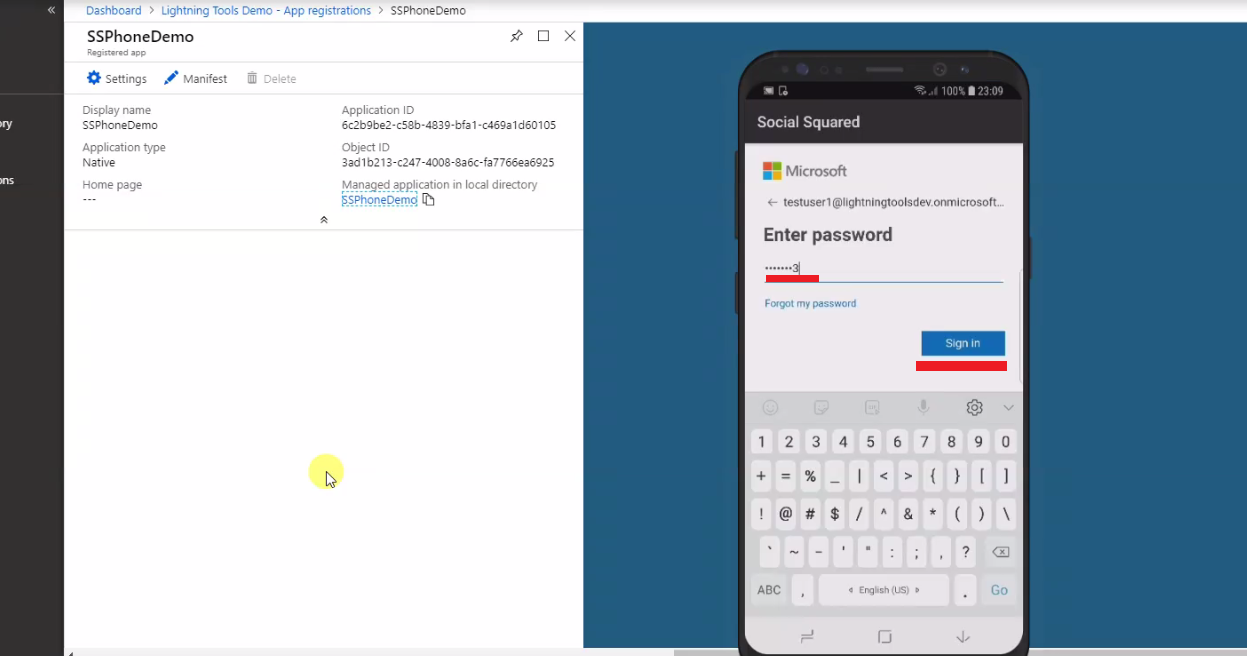 «
Dashboard > Lightning Tools Demo - App registrations > SSPhoneDemo
SSPhoneDemo
Registered app
Settings
Manifest
Delete
Display name
SSPhoneDemo
Application ID
6c2b9be2-c58b-4839-bfa1-c469a1d60105
Application type
Native
Object ID
3ad1b213-c247-4008-8a6c-fa7766ea6925
Home page
---
Managed application in local directory
SSPhoneDemo
ory
ons
100% 23:09
Social Squared
Microsoft
← testuser1@lightningtoolsdev.onmicrosoft...
Enter password
•••••••3
Forgot my password
Sign in
1 2 3 4 5 6 7 8 9 0
+ = % _ | < > { } [ ]
! @ # $ / ^ & * ( ) \
` ~ - ' " : ; , ?
ABC , English (US) . Go